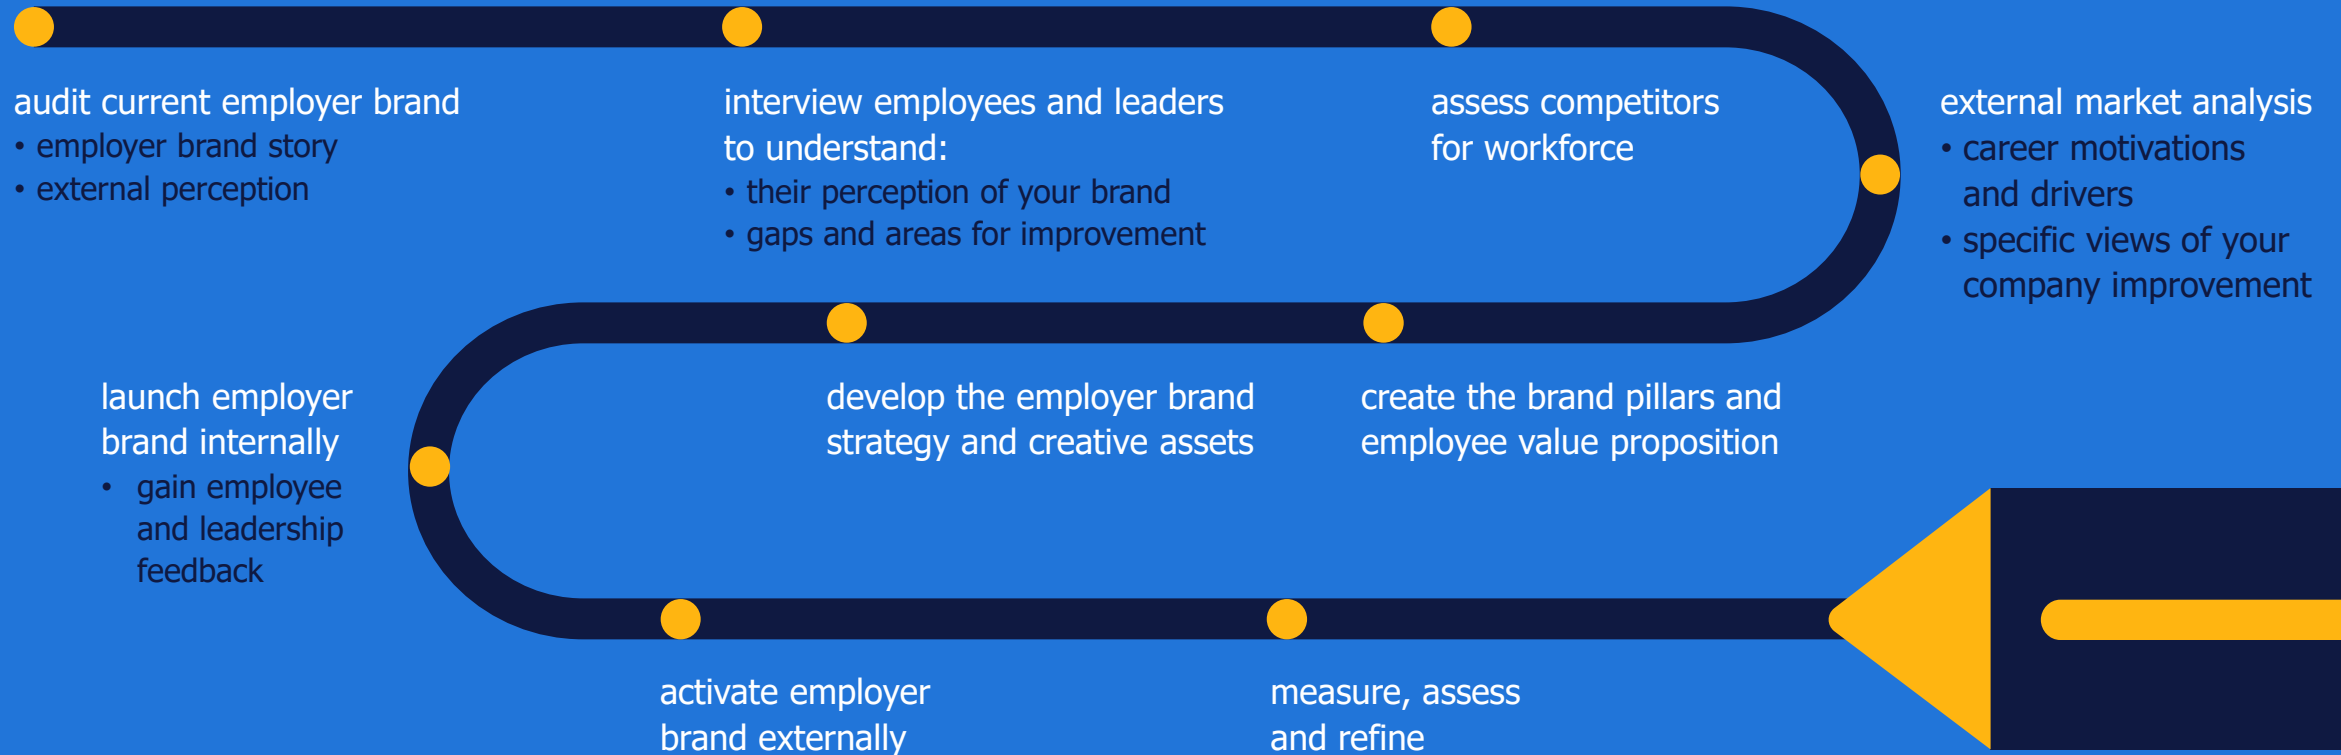 audit current employer brand
• employer brand story
• external perception
interview employees and leaders
to understand:
• their perception of your brand
• gaps and areas for improvement
assess competitors
for workforce
external market analysis
• career motivations
and drivers
• specific views of your
company improvement
create the brand pillars and
employee value proposition
develop the employer brand
strategy and creative assets
launch employer
brand internally
• gain employee
and leadership
feedback
activate employer
brand externally
measure, assess
and refine